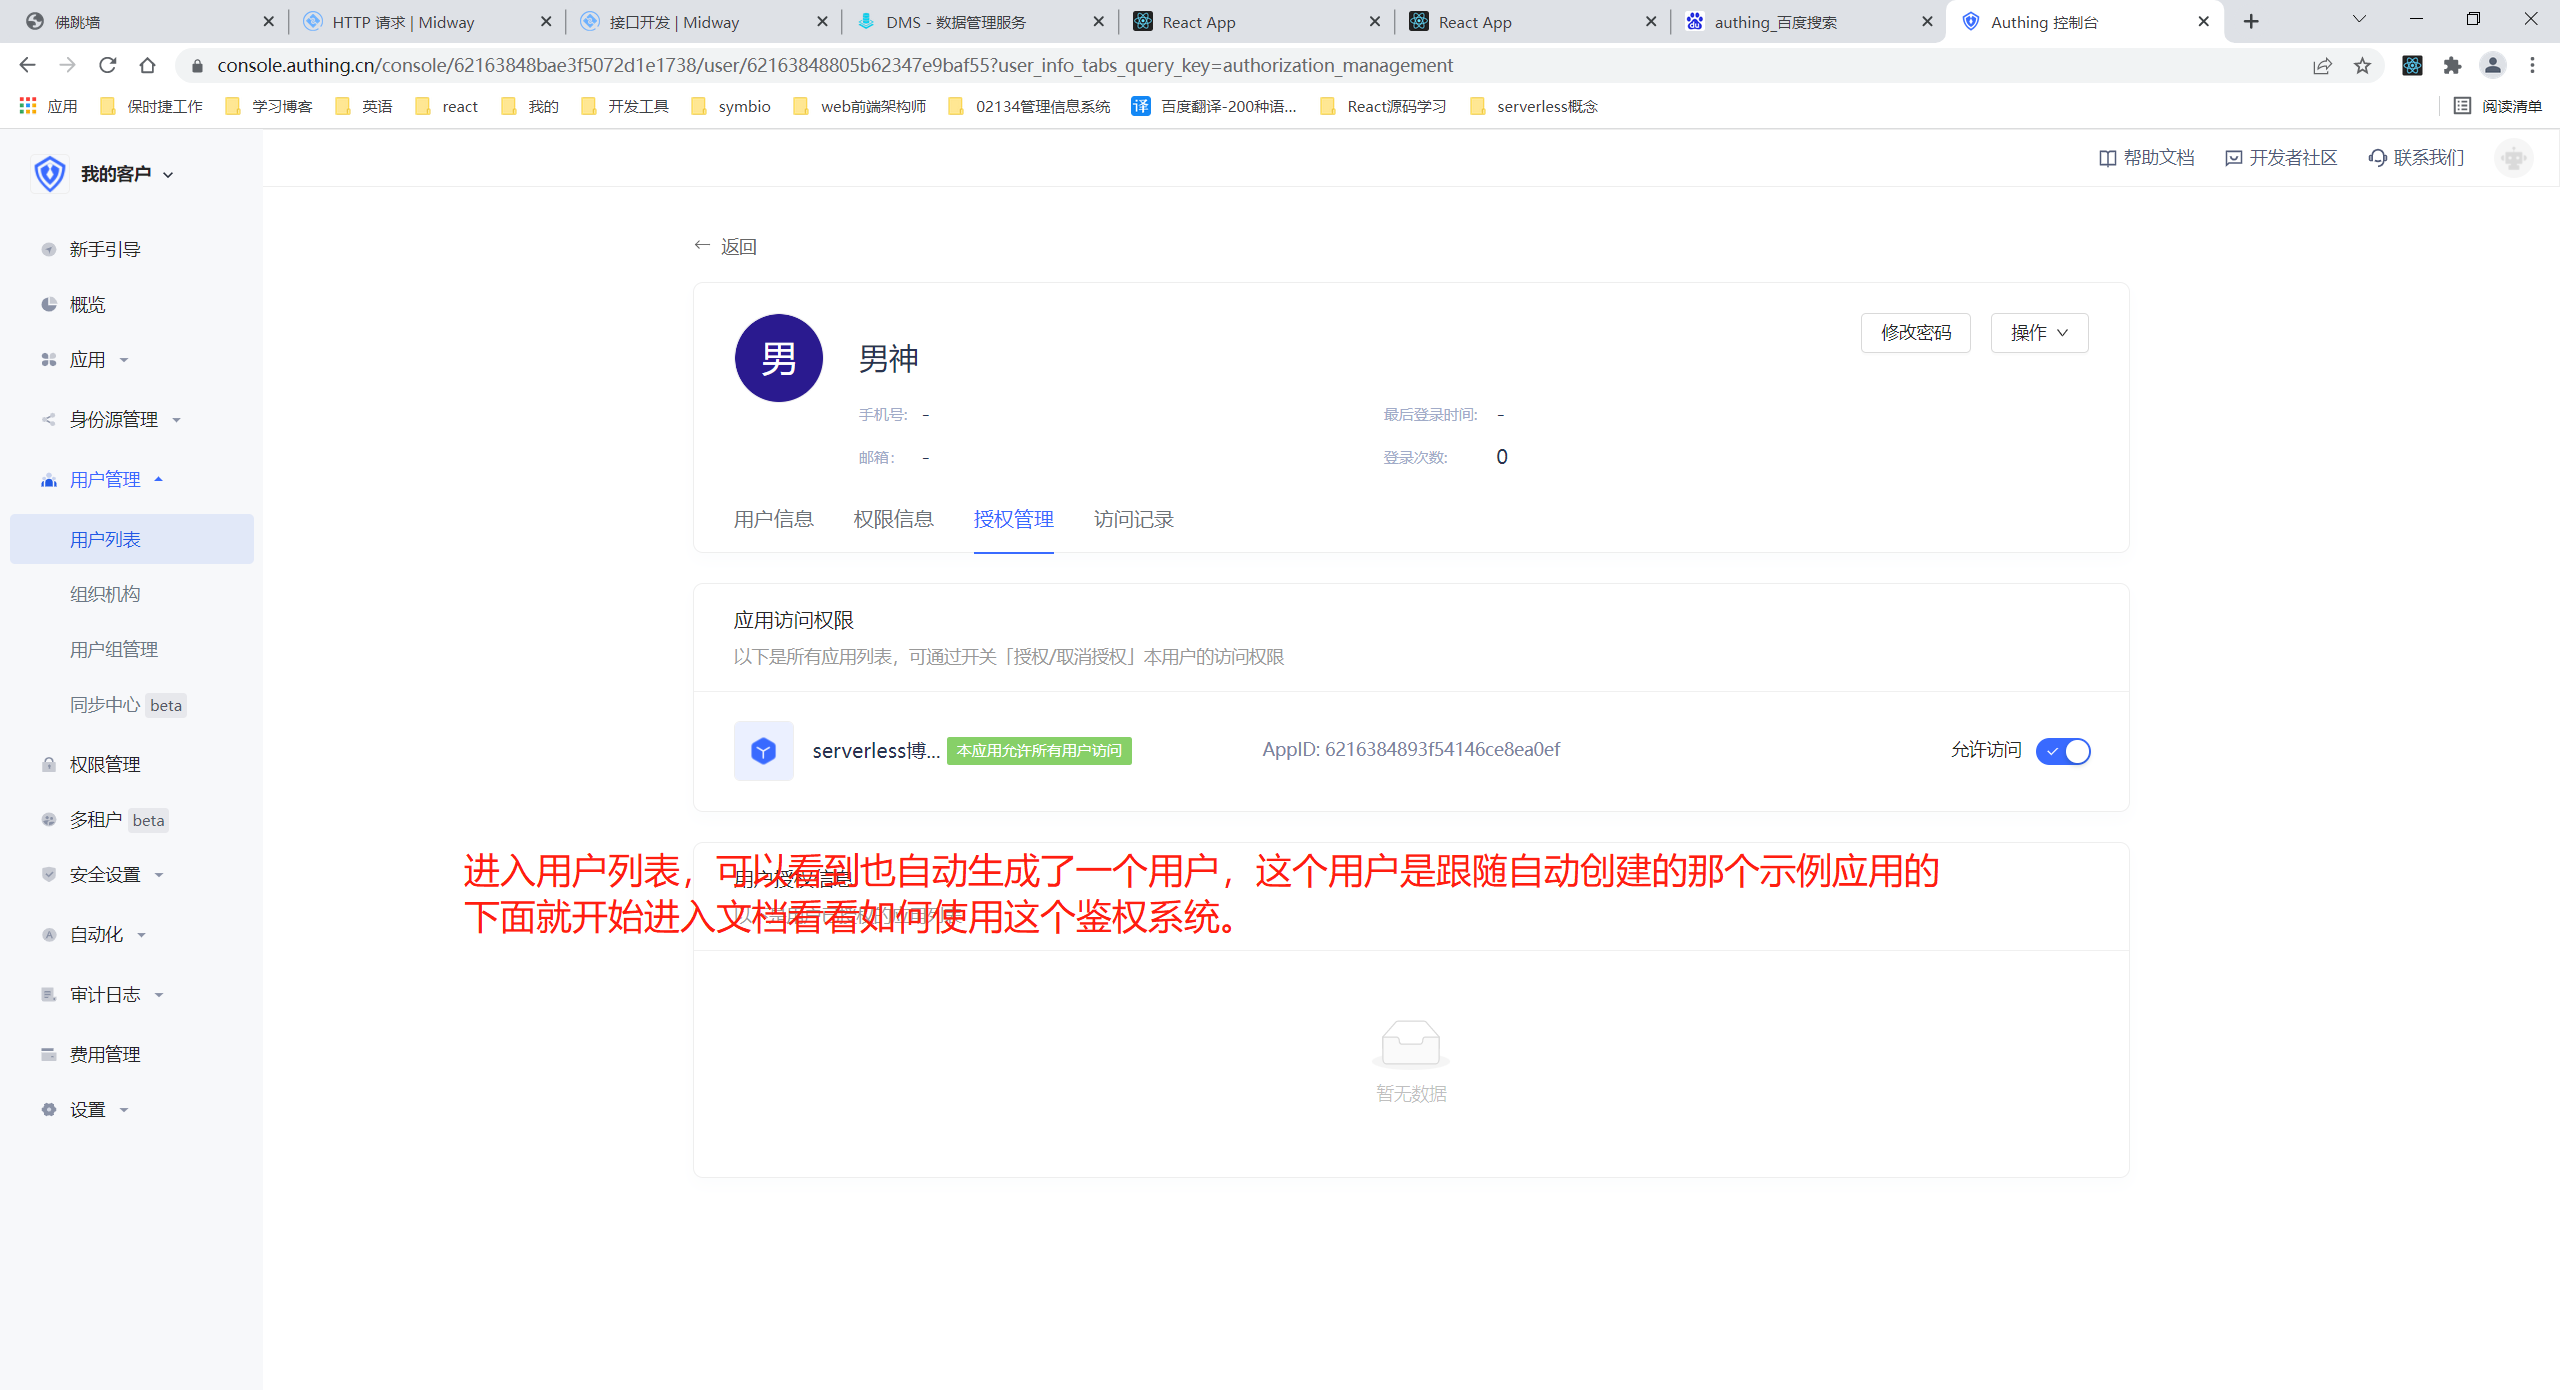 佛跳墙
HTTP 请求 | Midway
接口开发 | Midway
DMS - 数据管理服务
React App
React App
authing_百度搜索
Authing 控制台
console.authing.cn/console/62163848bae3f5072d1e1738/user/62163848805b62347e9baf55?user_info_tabs_query_key=authorization_management
应用
保时捷工作
学习博客
英语
react
我的
开发工具
symbio
web前端架构师
02134管理信息系统
译 百度翻译-200种语...
React源码学习
serverless概念
阅读清单
我的客户
帮助文档
开发者社区
联系我们
新手引导
概览
应用
身份源管理
用户管理
用户列表
组织机构
用户组管理
同步中心 beta
权限管理
多租户 beta
安全设置
自动化
审计日志
费用管理
设置
返回
男
男神
修改密码
操作
手机号: -
最后登录时间: -
邮箱: -
登录次数: 0
用户信息
权限信息
授权管理
访问记录
应用访问权限
以下是所有应用列表，可通过开关「授权/取消授权」本用户的访问权限
serverless博...
本应用允许所有用户访问
AppID: 6216384893f54146ce8ea0ef
允许访问
进入用户列表，可以看到也自动生成了一个用户，这个用户是跟随自动创建的那个示例应用的
下面就开始进入文档看看如何使用这个鉴权系统。
用户授权信息
暂无数据